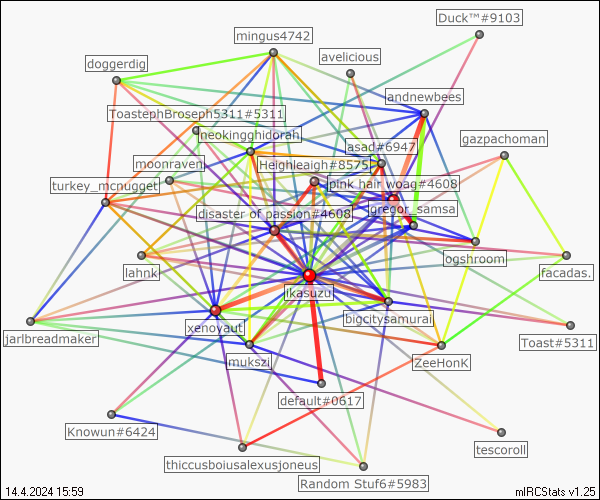 Duck™#9103
mingus4742
avelicious
doggerdig
andnewbees
ToastephBroseph5311#5311
neokingghidorah
gazpachoman
asad#6947
moonraven
Heighleaigh#8575
turkey_mcnugget
pink hair woag#4608
disaster of passion#4608
gregor_samsa
ogshroom
lahnk
facadas.
ikasuzu
xenoyaut
bigcitysamurai
jarlbreadmaker
Toast#5311
mukszi
ZeeHonK
default#0617
Knowun#6424
tescoroll
thiccusboiusalexusjoneus
Random Stuf6#5983
14.4.2024 15:59
mIRCStats v1.25